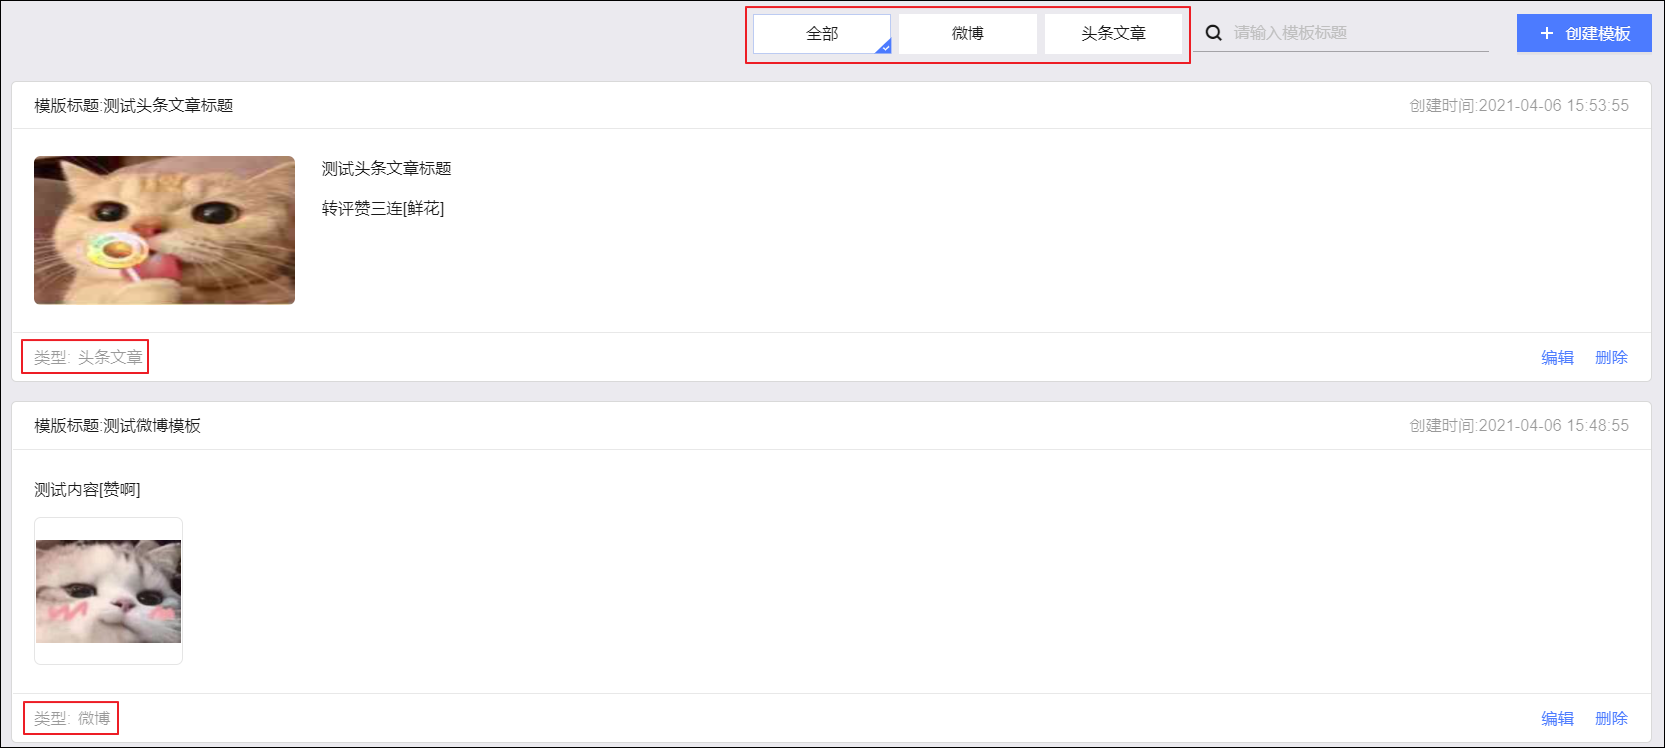 全部
微博
头条文章
请输入模板标题
+ 创建模板
模版标题:测试头条文章标题
创建时间:2021-04-06 15:53:55
测试头条文章标题
转评赞三连[鲜花]
类型: 头条文章
编辑
删除
模版标题:测试微博模板
创建时间:2021-04-06 15:48:55
测试内容[赞啊]
类型: 微博
编辑
删除